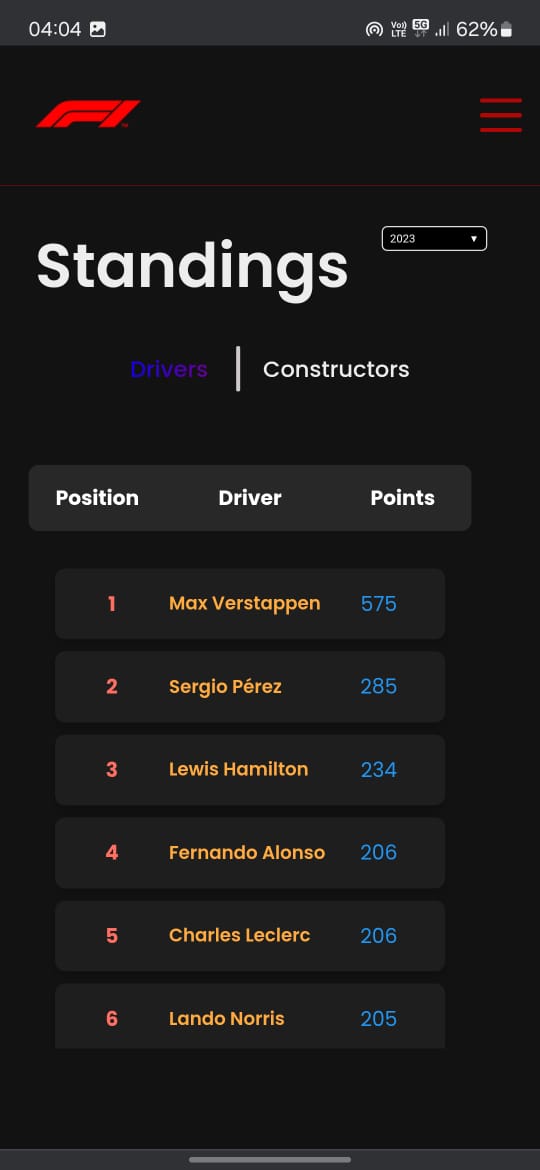 04:04 Vo)) LTE 5G 62%
F1
Standings
2023
Drivers | Constructors
Position Driver Points
1 Max Verstappen 575
2 Sergio Pérez 285
3 Lewis Hamilton 234
4 Fernando Alonso 206
5 Charles Leclerc 206
6 Lando Norris 205